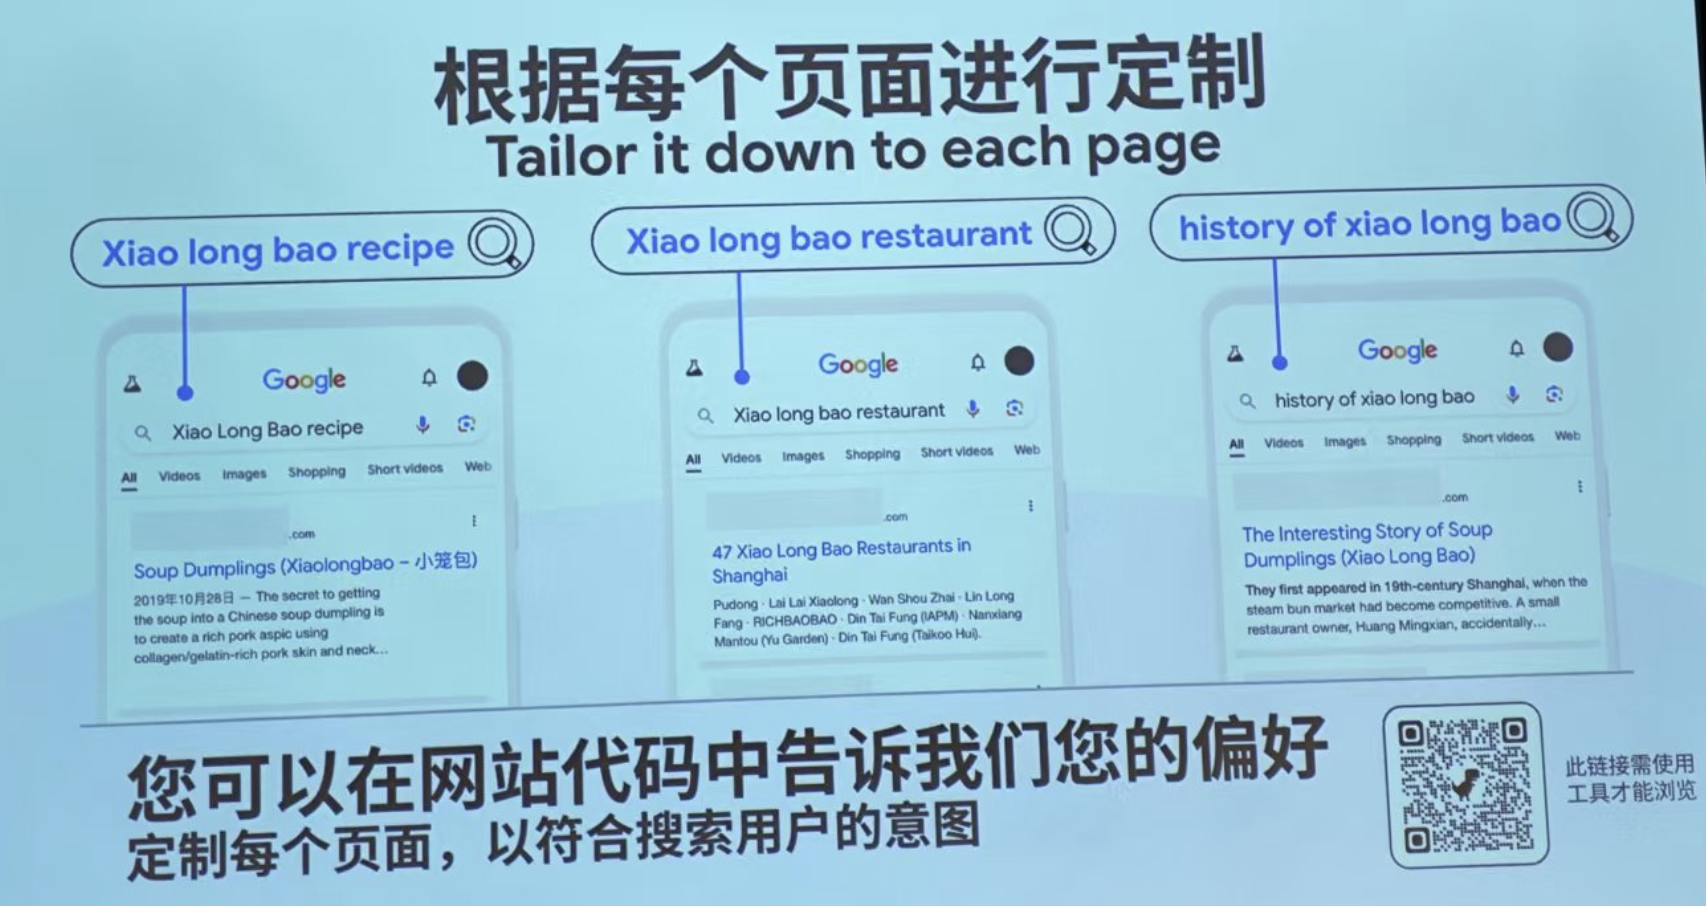 根据每个页面进行定制
Tailor it down to each page
Xiao long bao recipe
Google
Xiao Long Bao recipe
All Videos Images Shopping Short videos Web
.com
Soup Dumplings (Xiaolongbao – 小笼包)
2019年10月28日 — The secret to getting
the soup into a Chinese soup dumpling is
to create a rich pork aspic using
collagen/gelatin-rich pork skin and neck...
Xiao long bao restaurant
Google
Xiao long bao restaurant
All Videos Images Shopping Short videos Web
.com
47 Xiao Long Bao Restaurants in
Shanghai
Pudong · Lai Lai Xiaolong · Wan Shou Zhai · Lin Long
Fang · RICHBAOBAO · Din Tai Fung (IAPM) · Nanxiang
Mantou (Yu Garden) · Din Tai Fung (Taikoo Hui).
history of xiao long bao
Google
history of xiao long bao
All Videos Images Shopping Short videos Web
.com
The Interesting Story of Soup
Dumplings (Xiao Long Bao)
They first appeared in 19th-century Shanghai, when the
steam bun market had become competitive. A small
restaurant owner, Huang Mingxian, accidentally...
您可以在网站代码中告诉我们您的偏好
定制每个页面，以符合搜索用户的意图
此链接需使用
工具才能浏览